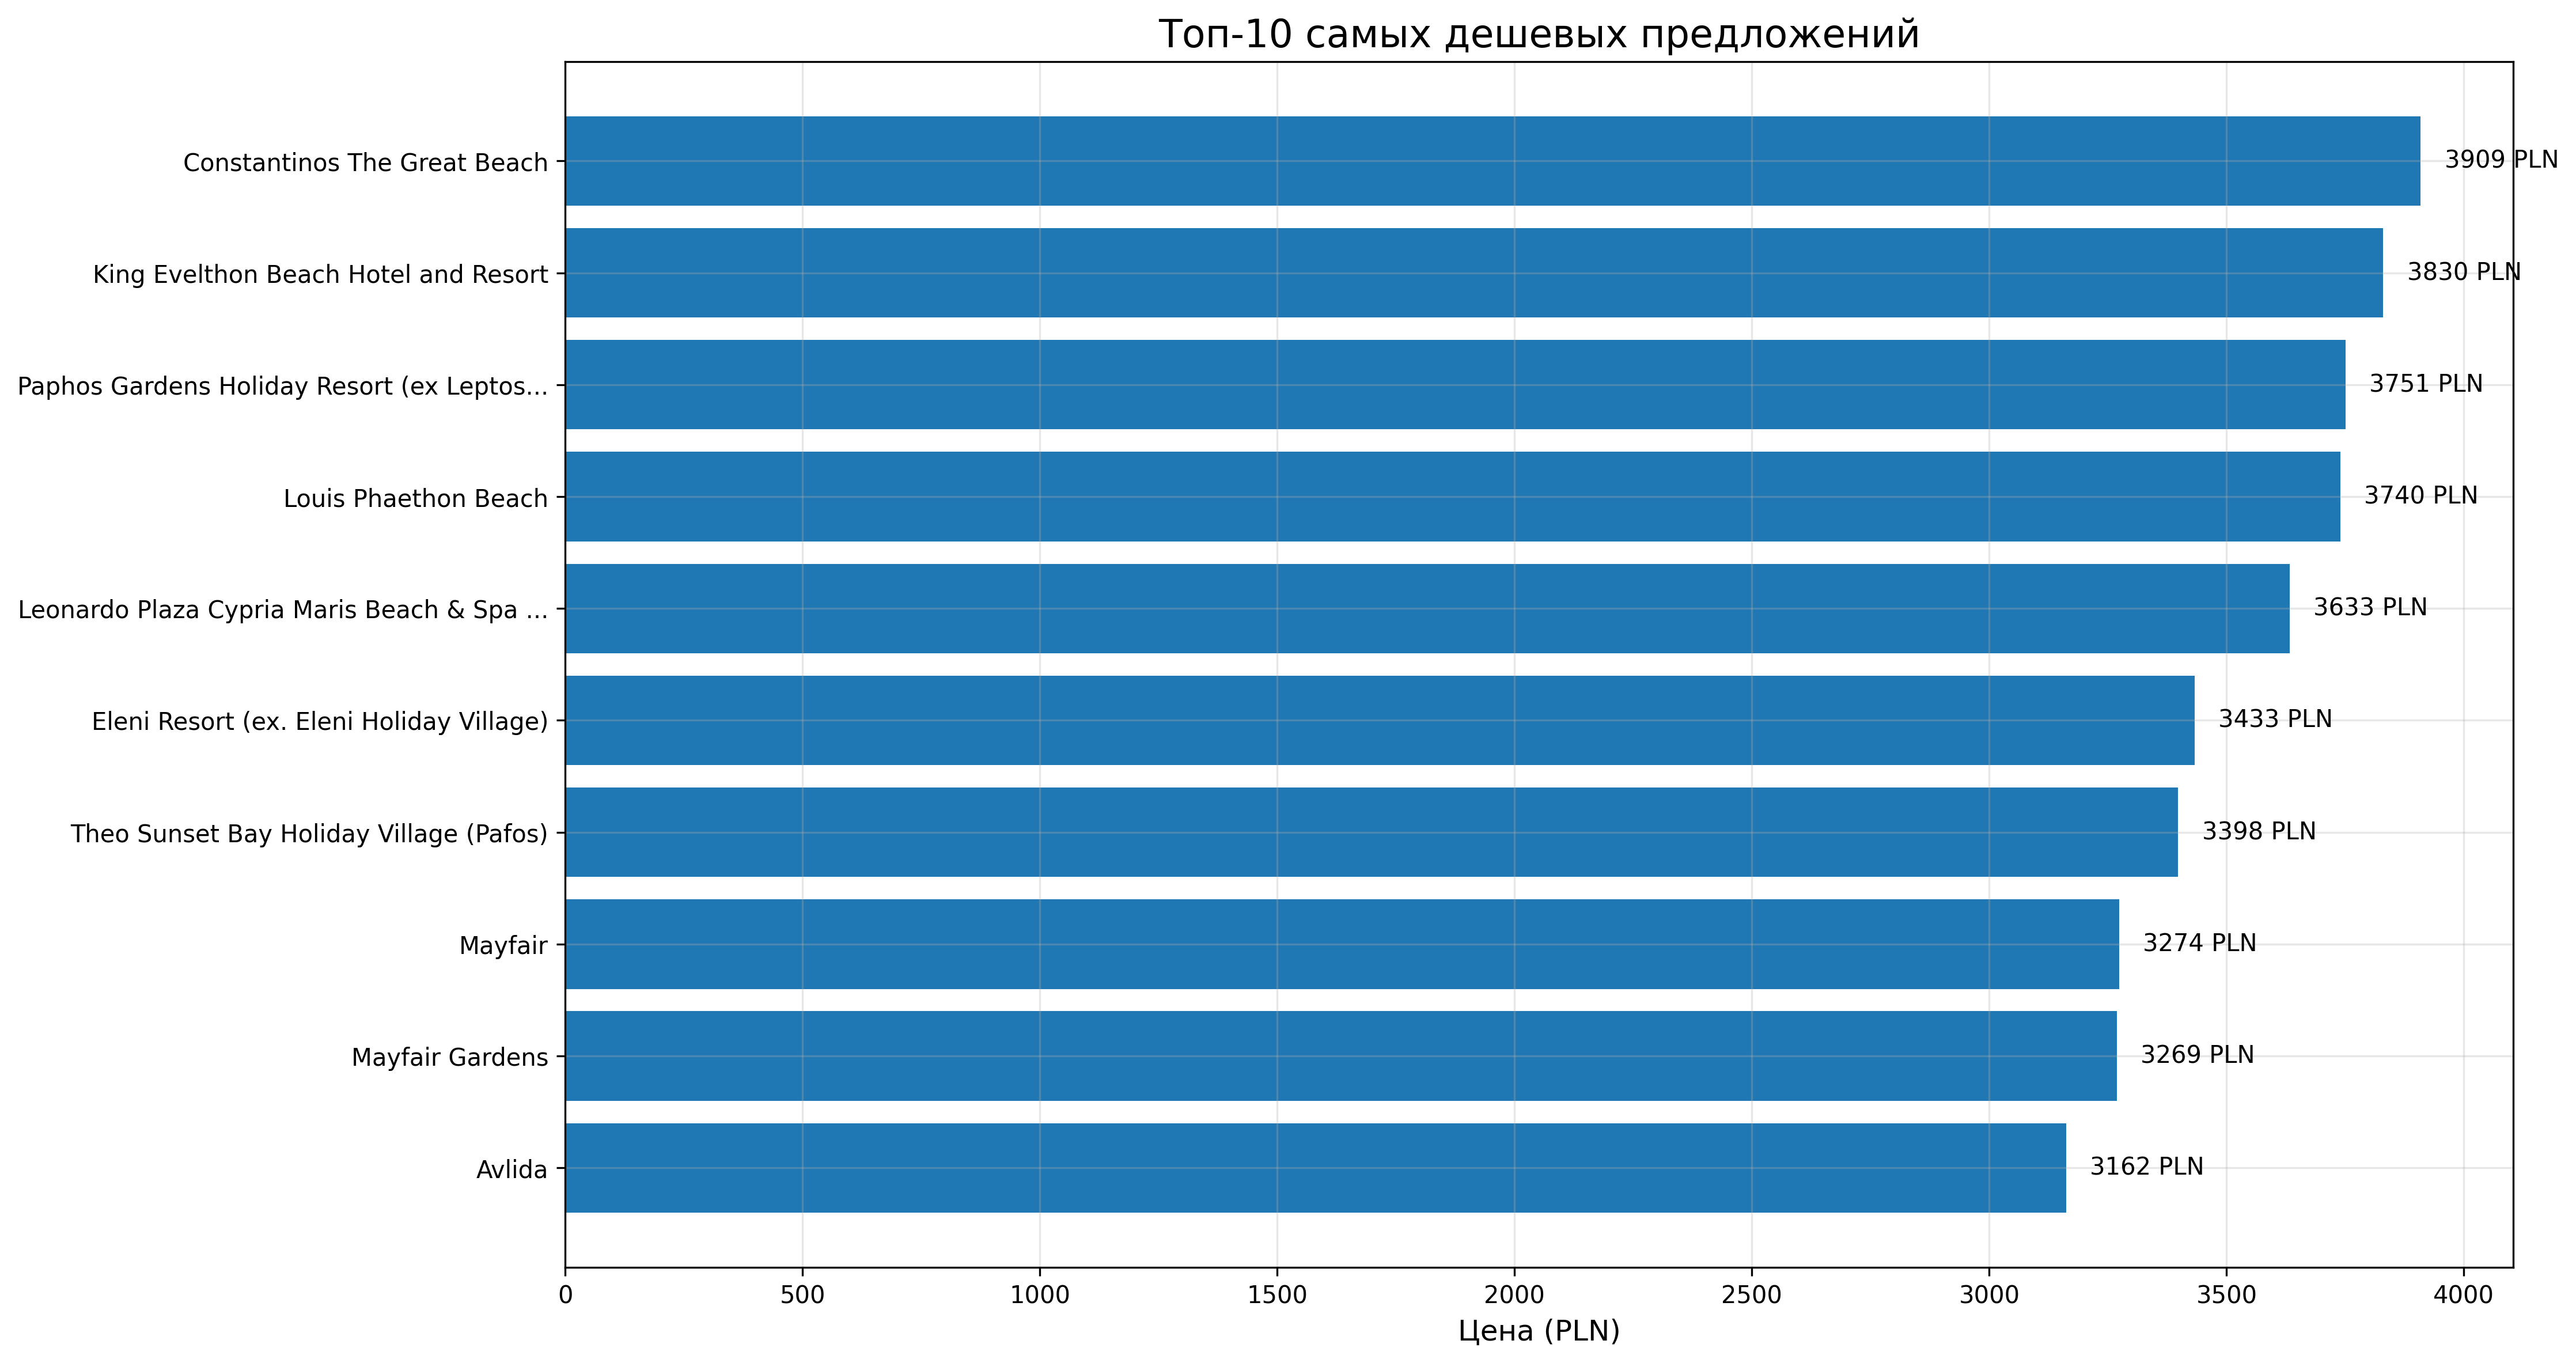 Топ-10 самых дешевых предложений
Constantinos The Great Beach
3909 PLN
King Evelthon Beach Hotel and Resort
3830 PLN
Paphos Gardens Holiday Resort (ex Leptos...
3751 PLN
Louis Phaethon Beach
3740 PLN
Leonardo Plaza Cypria Maris Beach & Spa ...
3633 PLN
Eleni Resort (ex. Eleni Holiday Village)
3433 PLN
Theo Sunset Bay Holiday Village (Pafos)
3398 PLN
Mayfair
3274 PLN
Mayfair Gardens
3269 PLN
Avlida
3162 PLN
0 500 1000 1500 2000 2500 3000 3500 4000
Цена (PLN)